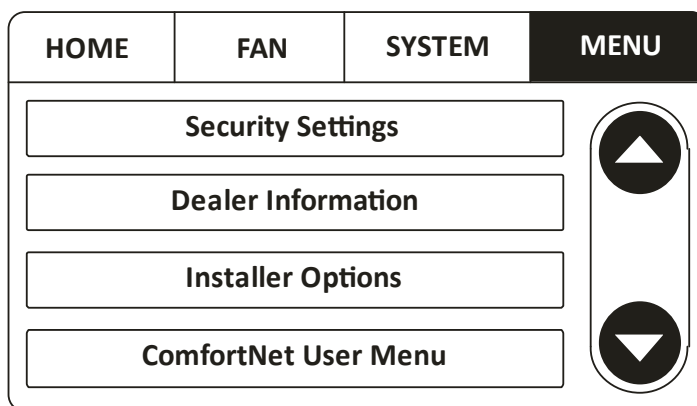 HOME FAN SYSTEM MENU
Security Settings
Dealer Information
Installer Options
ComfortNet User Menu